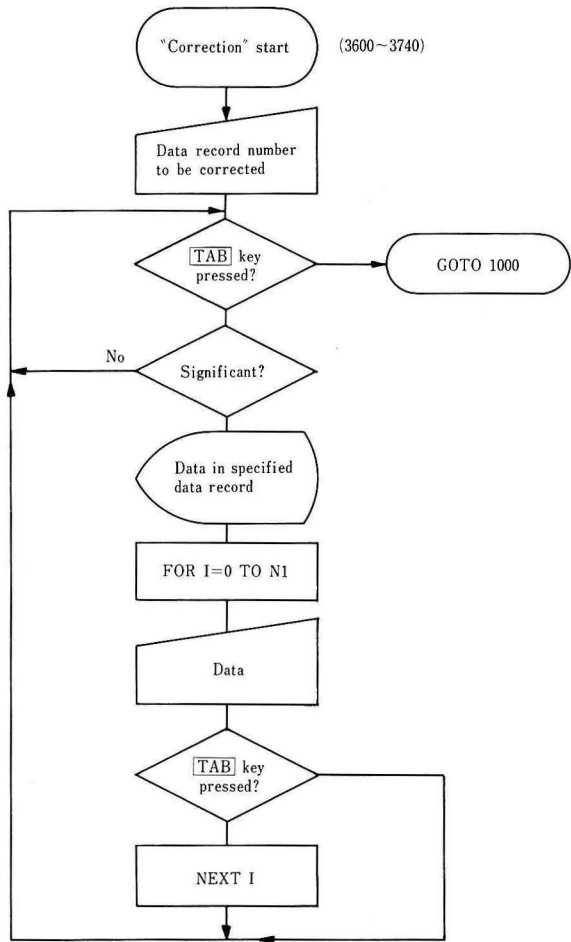 "Correction" start
(3600~3740)
Data record number
to be corrected
TAB key
pressed?
GOTO 1000
No
Significant?
Data in specified
data record
FOR I=0 TO N1
Data
TAB key
pressed?
NEXT I